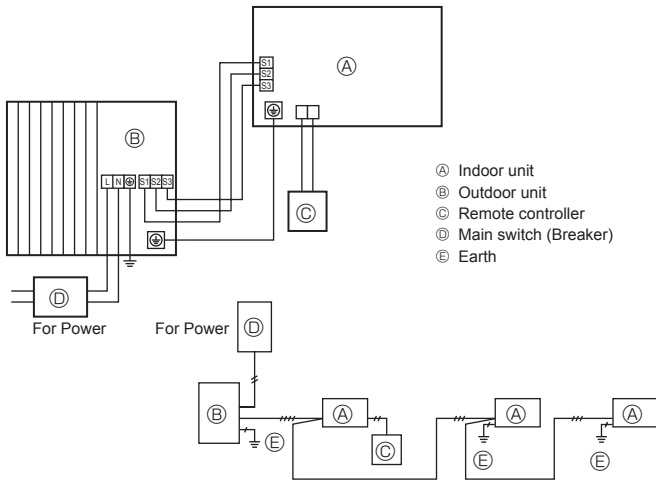 S1
S2
S3
Ⓐ
Ⓑ
L N S1 S2 S3
Ⓒ
Ⓐ Indoor unit
Ⓑ Outdoor unit
Ⓒ Remote controller
Ⓓ Main switch (Breaker)
Ⓔ Earth
Ⓓ
For Power
For Power
Ⓓ
Ⓑ
Ⓔ
Ⓐ
Ⓒ
Ⓐ
Ⓔ
Ⓐ
Ⓔ